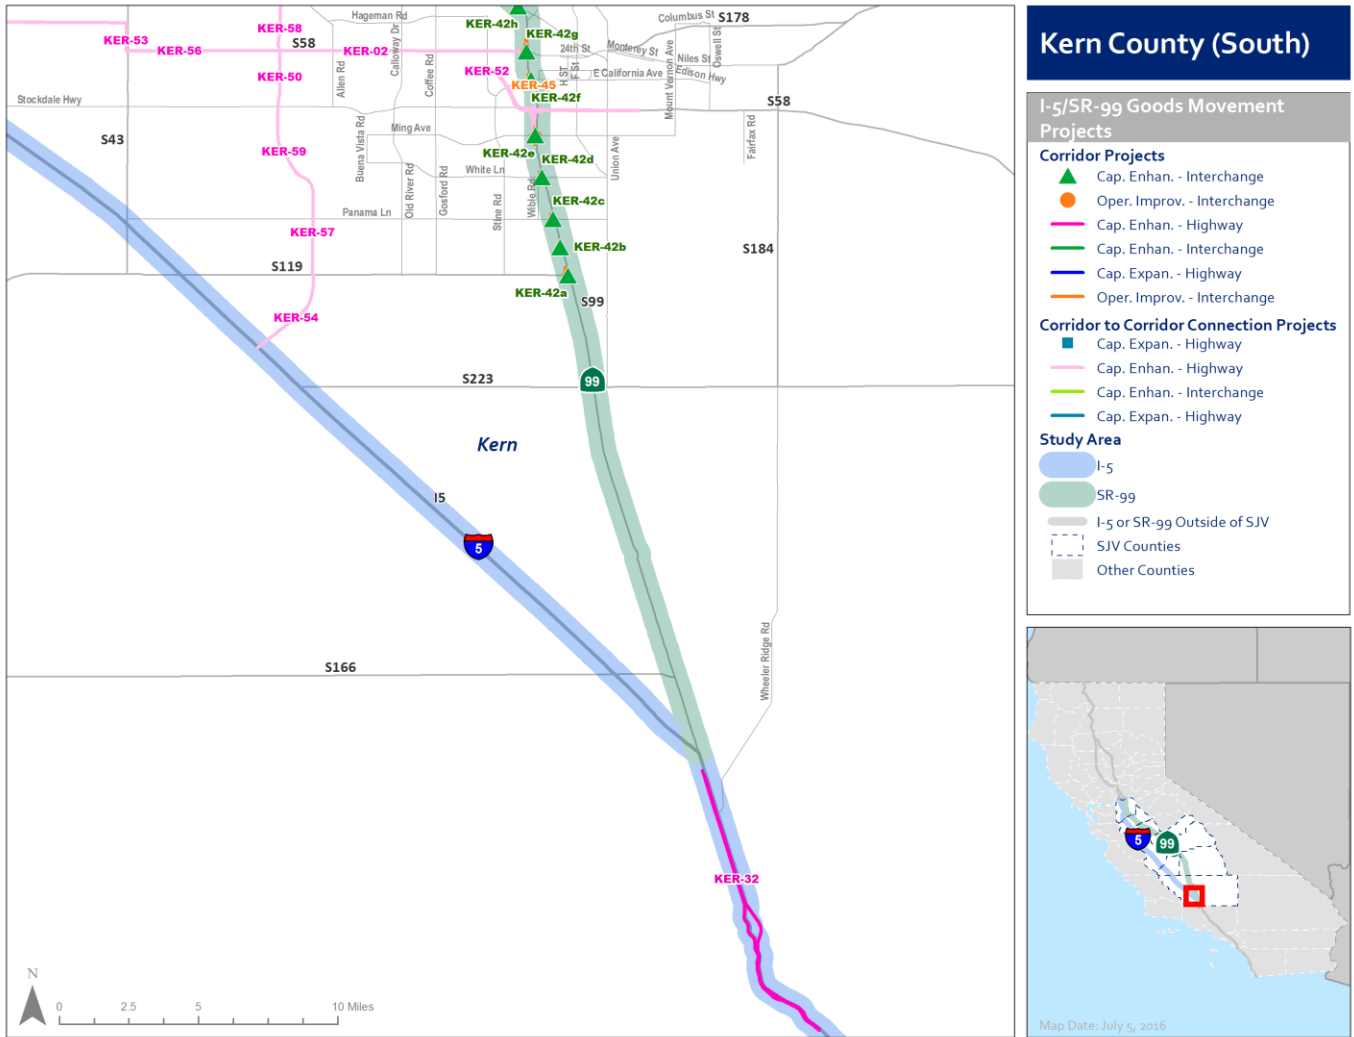 Kern County (South)
I-5/SR-99 Goods Movement
Projects
Corridor Projects
Cap. Enhan. - Interchange
Oper. Improv. - Interchange
Cap. Enhan. - Highway
Cap. Enhan. - Interchange
Cap. Expan. - Highway
Oper. Improv. - Interchange
Corridor to Corridor Connection Projects
Cap. Expan. - Highway
Cap. Enhan. - Highway
Cap. Enhan. - Interchange
Cap. Expan. - Highway
Study Area
I-5
SR-99
I-5 or SR-99 Outside of SJV
SJV Counties
Other Counties
5
99
Map Date: July 5, 2016
Hageman Rd
KER-42h
Columbus St
S178
KER-53
KER-58
S58
KER-56
KER-02
KER-42g
24th St
Monterey St
Niles St
Oswell St
Calloway Dr
Coffee Rd
Allen Rd
KER-50
KER-52
KER-45
H ST
F St
E California Ave
Edison Hwy
Mount Vernon Ave
KER-42f
Stockdale Hwy
S58
S43
Ming Ave
Buena Vista Rd
Fairfax Rd
KER-59
KER-42e
KER-42d
Union Ave
White Ln
Old River Rd
Gosford Rd
Stine Rd
Wible Rd
KER-42c
Panama Ln
KER-57
KER-42b
S184
S119
KER-42a
S99
KER-54
S223
99
Kern
I5
5
Wheeler Ridge Rd
S166
KER-32
N
0
2.5
5
10 Miles